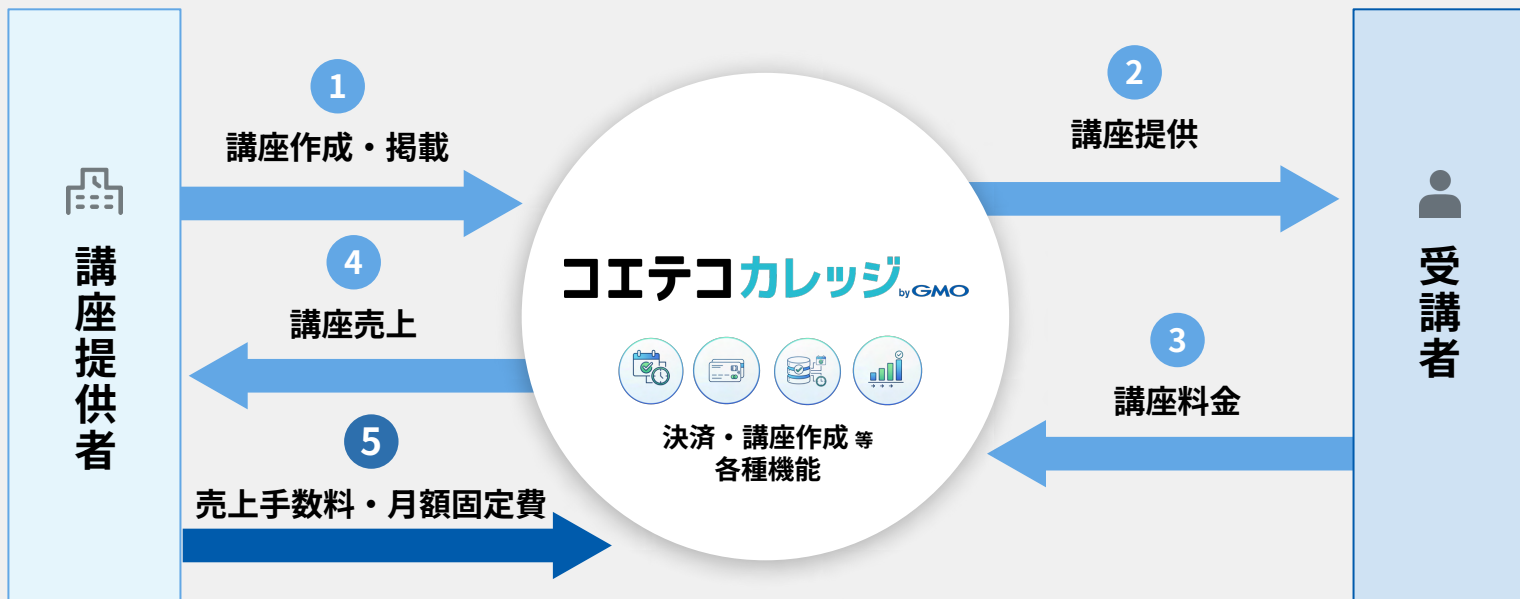 1
講座作成・掲載
2
講座提供
講座提供者
4
講座売上
コエテコカレッジ by GMO
決済・講座作成 等
各種機能
3
講座料金
受講者
5
売上手数料・月額固定費